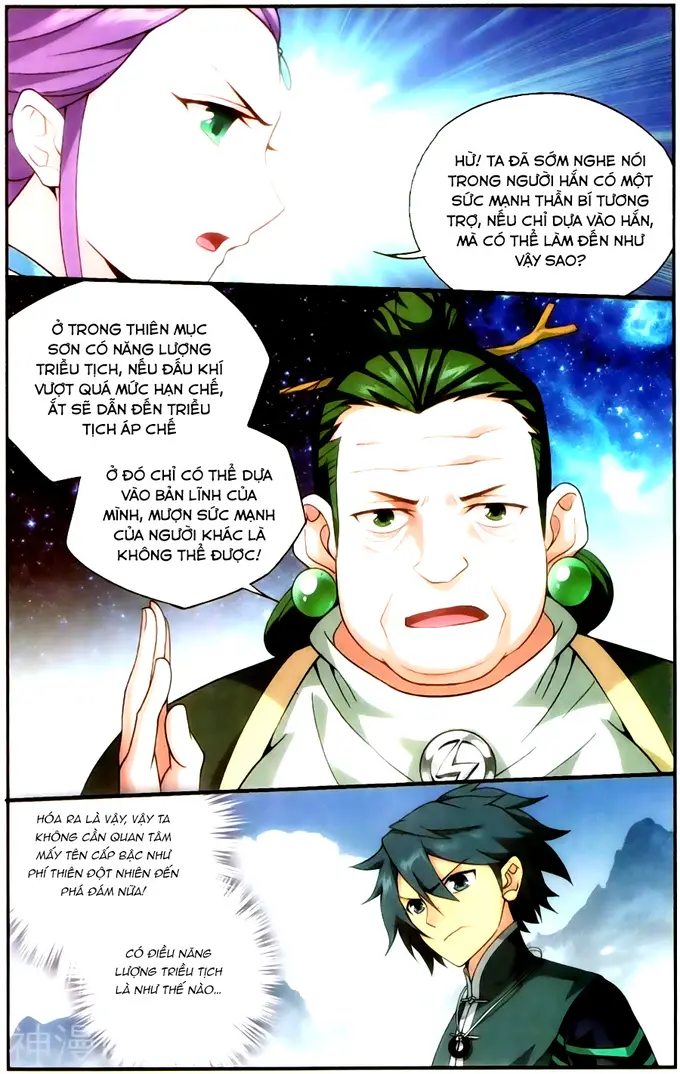 HỪ! TA ĐÃ SỚM NGHE NÓI
TRONG NGƯỜI HẮN CÓ MỘT
SỨC MẠNH THẦN BÍ TƯƠNG
TRỢ, NẾU CHỈ DỰA VÀO HẮN,
MÀ CÓ THỂ LÀM ĐẾN NHƯ
VẬY SAO?
Ở TRONG THIÊN MỤC
SƠN CÓ NĂNG LƯỢNG
TRIỀU TỊCH, NẾU ĐẤU KHÍ
VƯỢT QUÁ MỨC HẠN CHẾ,
ẮT SẼ DẪN ĐẾN TRIỀU
TỊCH ÁP CHẾ
Ở ĐÓ CHỈ CÓ THỂ DỰA
VÀO BẢN LĨNH CỦA
MÌNH, MƯỢN SỨC MẠNH
CỦA NGƯỜI KHÁC LÀ
KHÔNG THỂ ĐƯỢC!
HÓA RA LÀ VẬY, VẬY TA
KHÔNG CẦN QUAN TÂM
MẤY TÊN CẤP BẬC NHƯ
PHÍ THIÊN ĐỘT NHIÊN ĐẾN
PHÁ ĐÁM NỮA!
CÓ ĐIỀU NĂNG
LƯỢNG TRIỀU TỊCH
LÀ NHƯ THẾ NÀO...
神漫